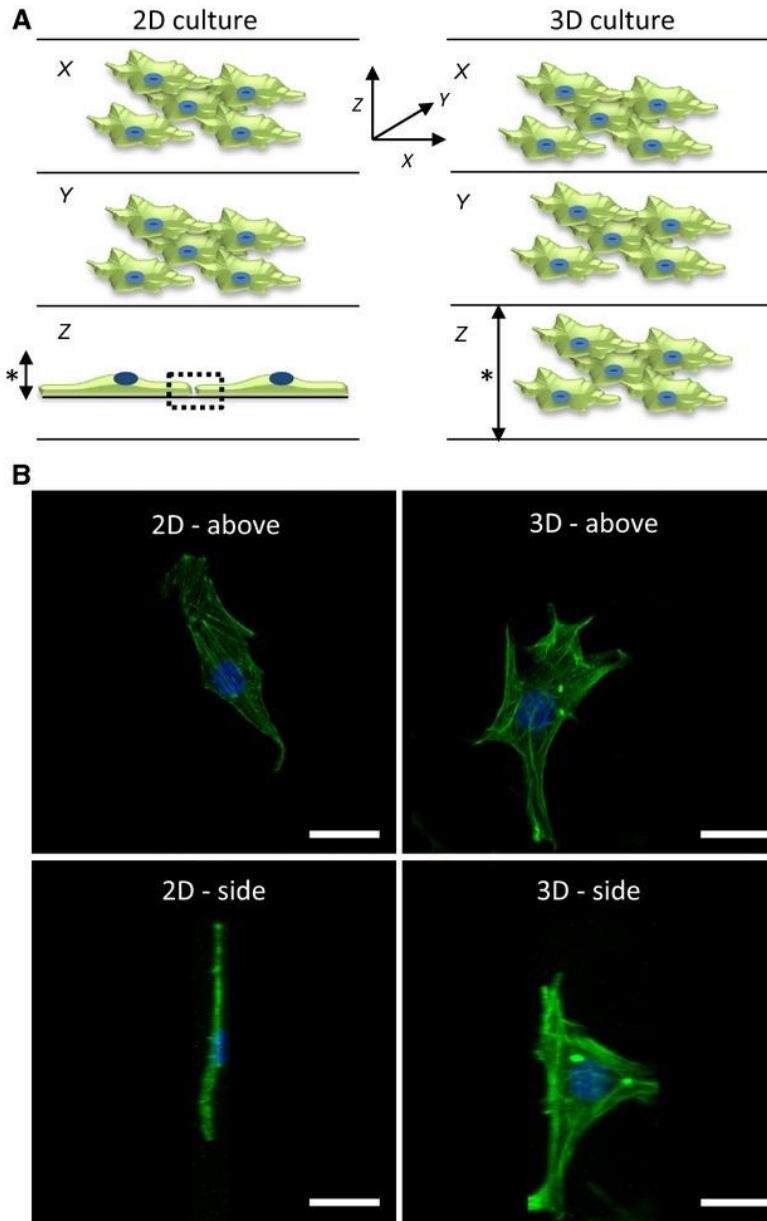 A
2D culture
3D culture
X
Z
Y
X
X
Y
Y
Z
*
Z
*
B
2D - above
3D - above
2D - side
3D - side